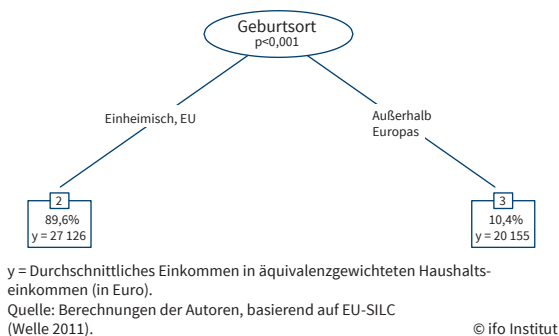 Geburtsort
p<0,001
Einheimisch, EU
Außerhalb
Europas
2
89,6%
y = 27 126
3
10,4%
y = 20 155
y = Durchschnittliches Einkommen in äquivalenzgewichteten Haushalts-
einkommen (in Euro).
Quelle: Berechnungen der Autoren, basierend auf EU-SILC
(Welle 2011).
© ifo Institut